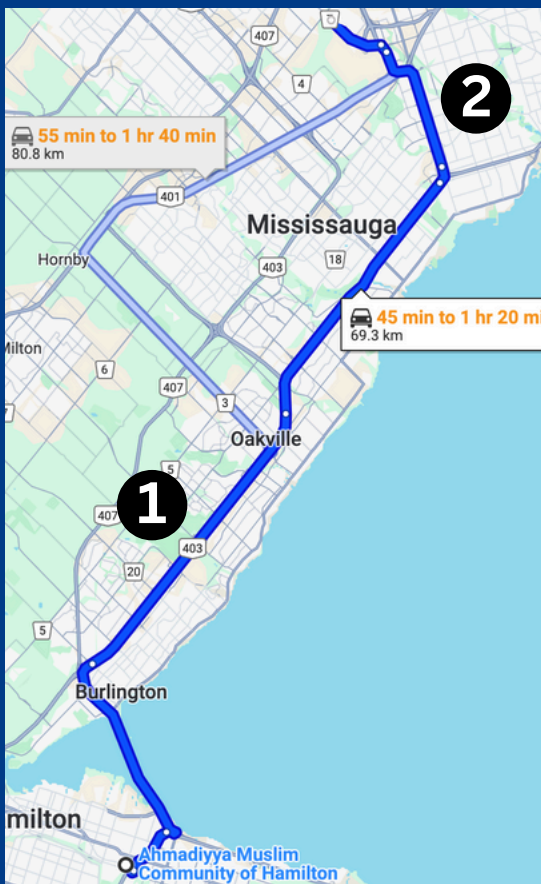 407
4
2
55 min to 1 hr 40 min
80.8 km
401
Mississauga
Hornby
403
18
45 min to 1 hr 20 mi
69.3 km
Milton
6
407
3
Oakville
5
1
407
403
20
5
Burlington
milton
Ahmadiyya Muslim
Community of Hamilton